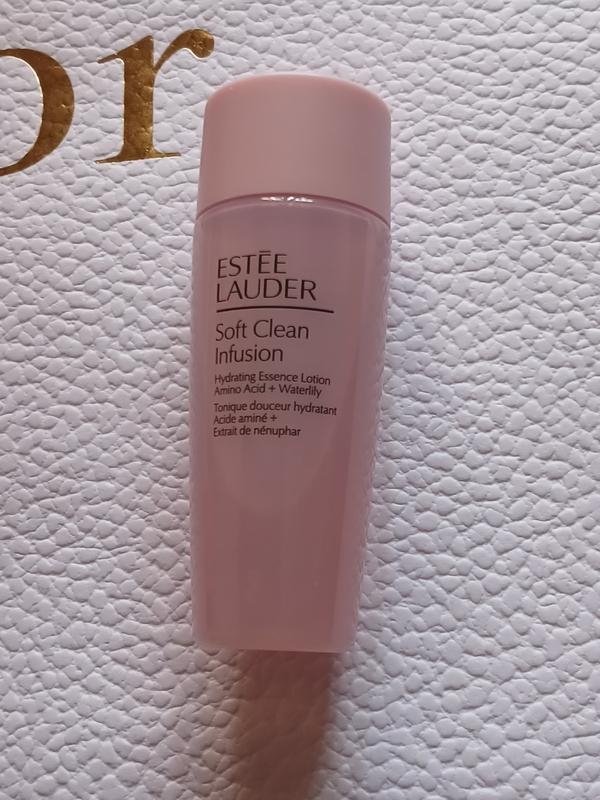 or
ESTĒE
LAUDER
Soft Clean
Infusion
Hydrating Essence Lotion
Amino Acid + Waterlily
Tonique douceur hydratant
Acide aminé +
Extrait de nénuphar